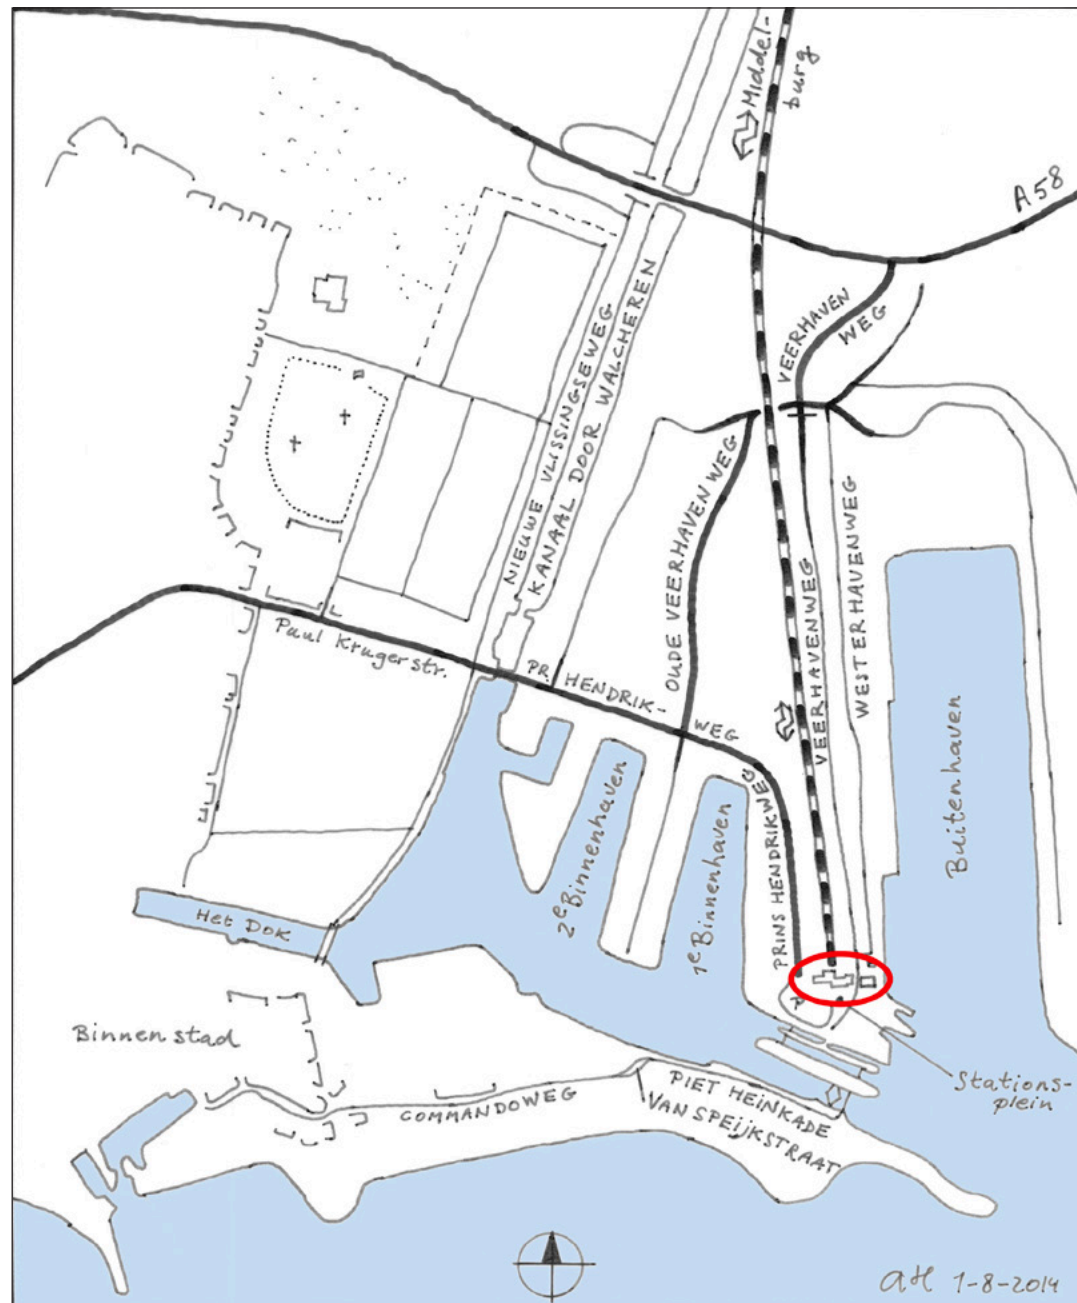 Middel-
burg
A58
VEERHAVEN
WEG
NIEUWE VLISSINGSEWEG
KANAAL DOOR WALCHEREN
OUDE VEERHAVENWEG
VEERHAVENWEG
WESTERHAVENWEG
Paul Krugerstr.
PR. HENDRIK-
WEG
PRINS HENDRIKWEG
2e Binnenhaven
1e Binnenhaven
Buitenhaven
Het Dok
P
Binnenstad
Stations-
plein
COMMANDOWEG
PIET HEINKADE
VAN SPEIJKSTRAAT
aH 1-8-2014